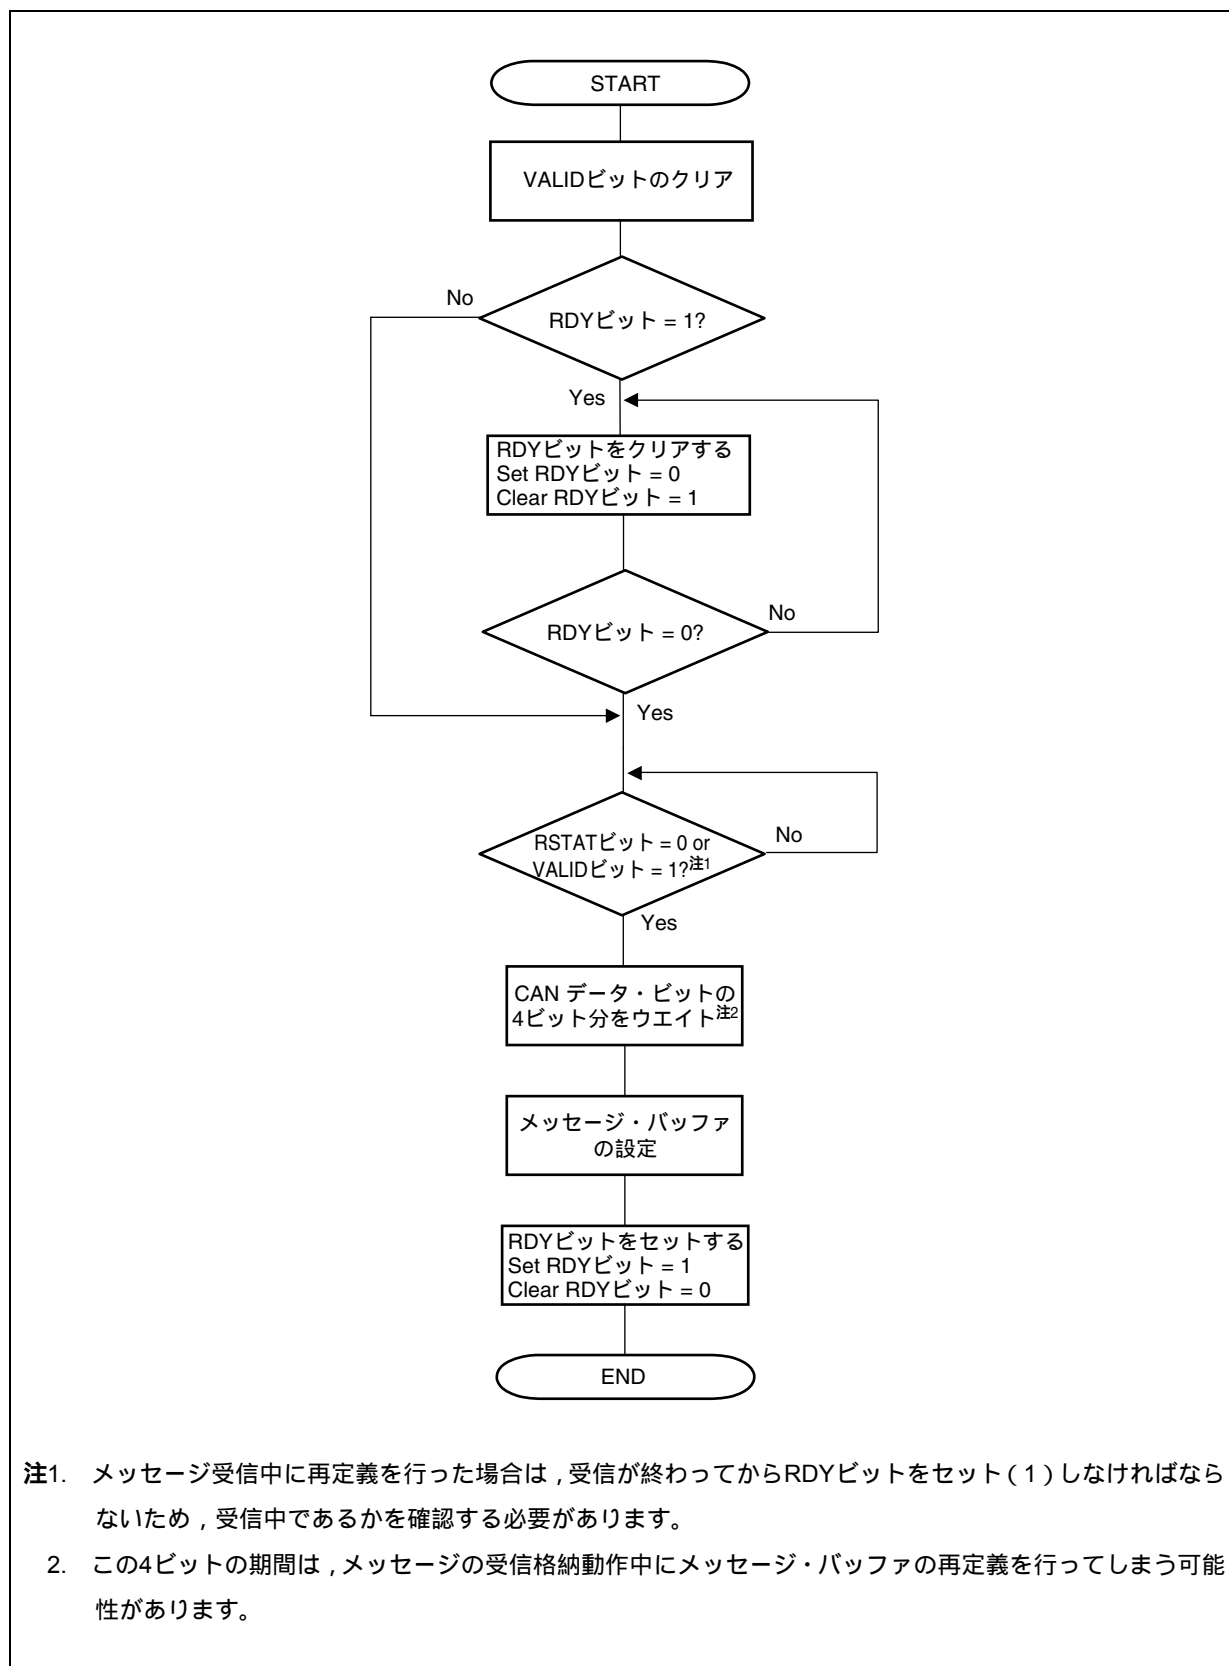 START
VALIDビットのクリア
No
RDYビット = 1?
Yes
RDYビットをクリアする
Set RDYビット = 0
Clear RDYビット = 1
RDYビット = 0?
No
Yes
RSTATビット = 0 or
VALIDビット = 1?注1
No
Yes
CAN データ・ビットの
4ビット分をウエイト注2
メッセージ・バッファ
の設定
RDYビットをセットする
Set RDYビット = 1
Clear RDYビット = 0
END
注1. メッセージ受信中に再定義を行った場合は,受信が終わってからRDYビットをセット(1)しなければなら
ないため,受信中であるかを確認する必要があります。
2. この4ビットの期間は,メッセージの受信格納動作中にメッセージ・バッファの再定義を行ってしまう可能
性があります。